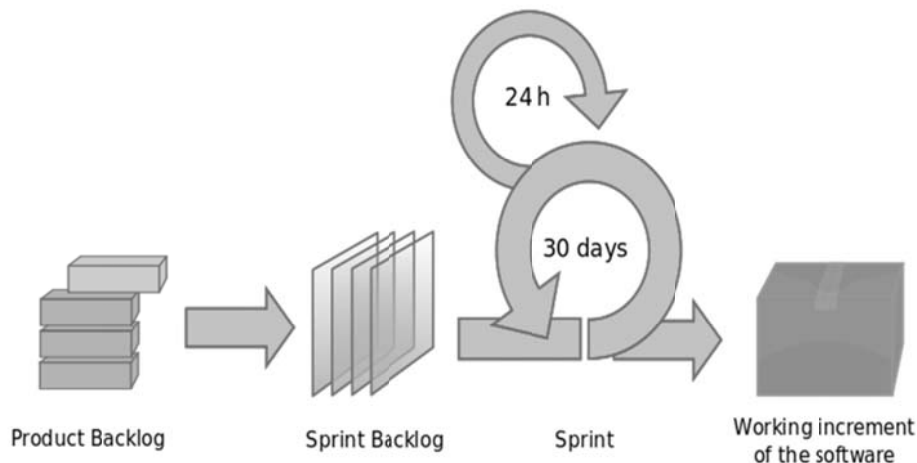 24 h
30 days
Product Backlog
Sprint Backlog
Sprint
Working increment
of the software